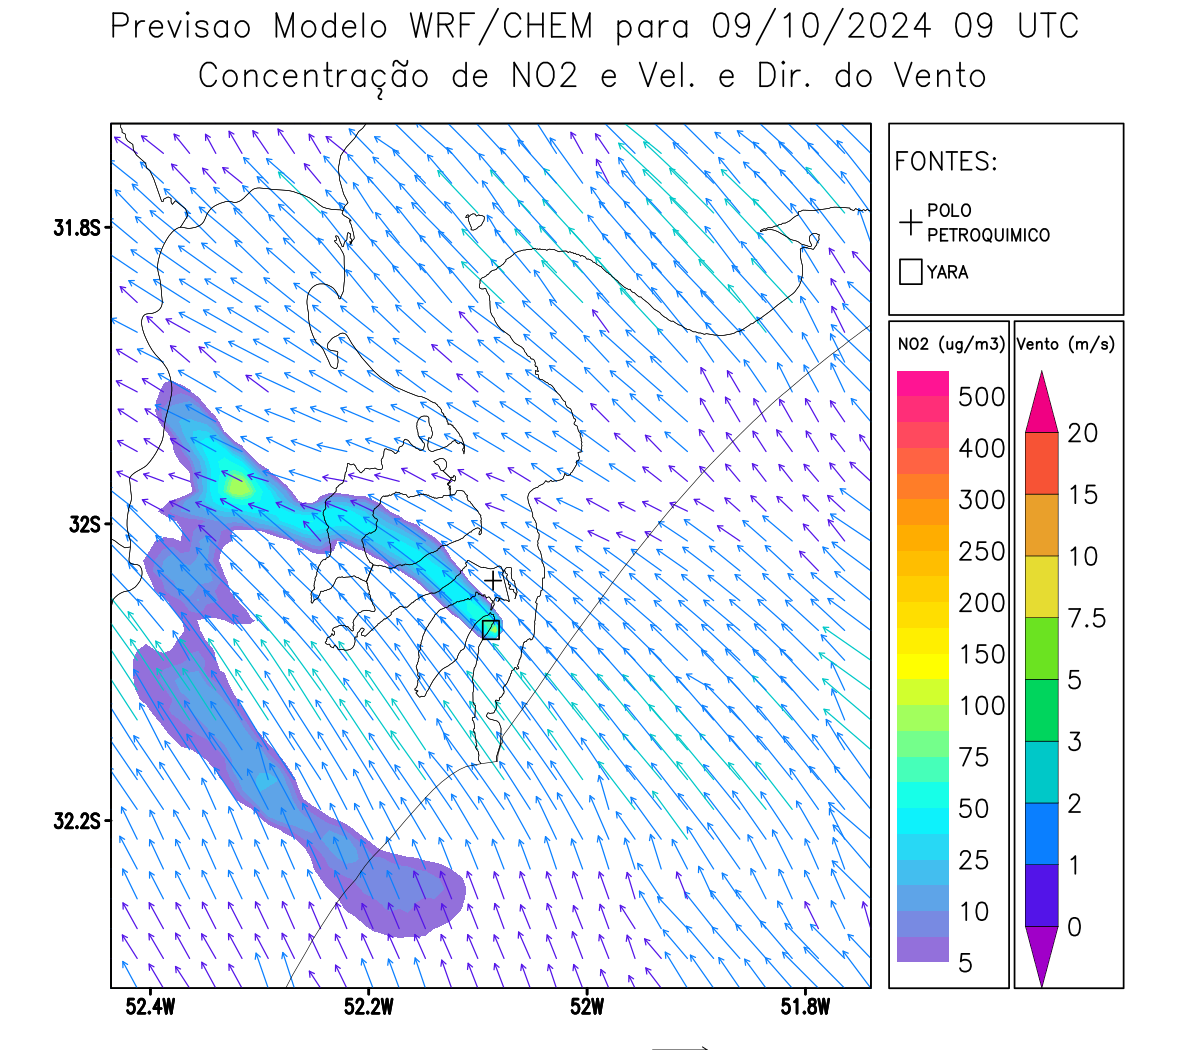 Previsao Modelo WRF/CHEM para 09/10/2024 09 UTC
Concentração de NO2 e Vel. e Dir. do Vento
FONTES:
POLO
PETROQUIMICO
YARA
NO2 (ug/m3)
500
400
300
250
200
150
100
75
50
25
10
5
Vento (m/s)
20
15
10
7.5
5
3
2
1
0
31.8S
32S
32.2S
52.4W
52.2W
52W
51.8W